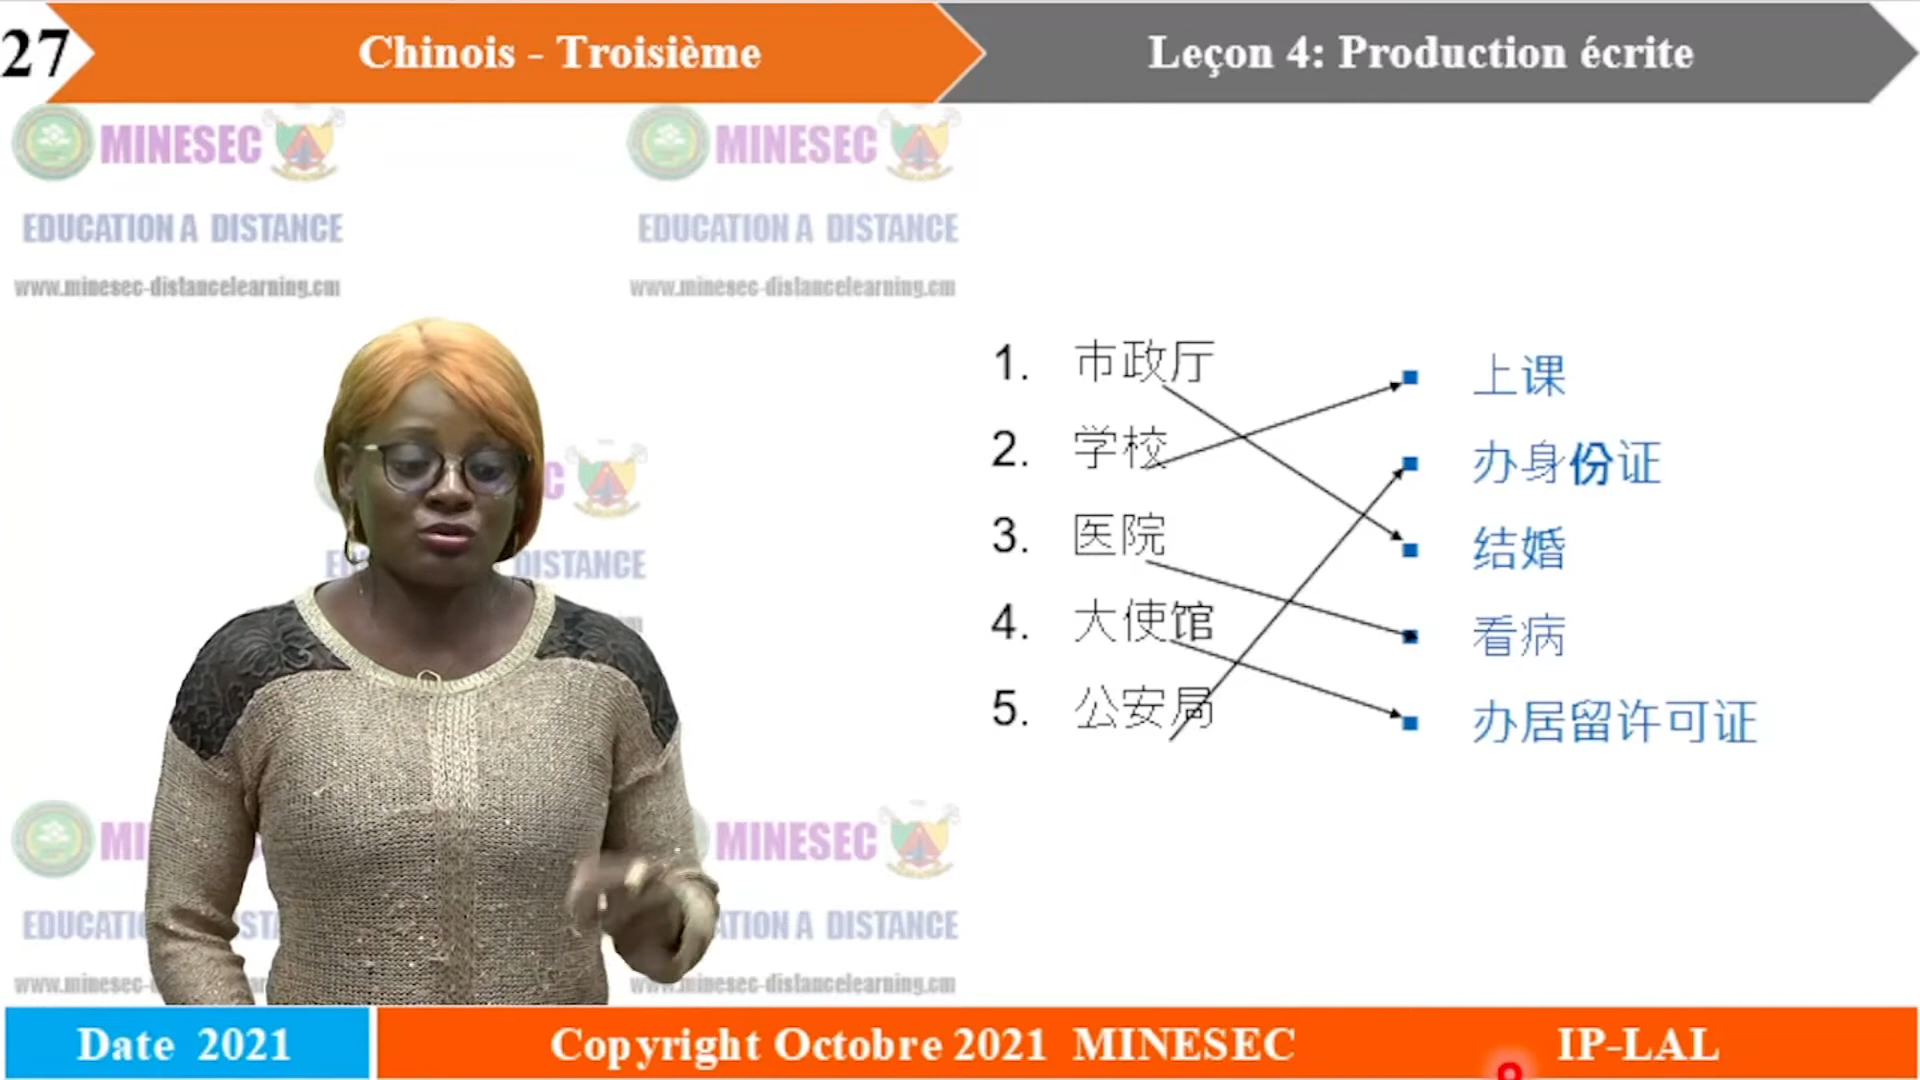 27
Chinois - Troisième
Leçon 4: Production écrite
MINESEC
MINESEC
EDUCATION A DISTANCE
EDUCATION A DISTANCE
www.minesec-distancelearning.cm
www.minesec-distancelearning.cm
1. 市政厅
上课
2. 学校
办身份证
3. 医院
结婚
4. 大使馆
看病
5. 公安局
办居留许可证
DISTANCE
MINESEC
EDUCATION A DISTANCE
www.minesec-distancelearning.cm
Date 2021
Copyright Octobre 2021 MINESEC
IP-LAL